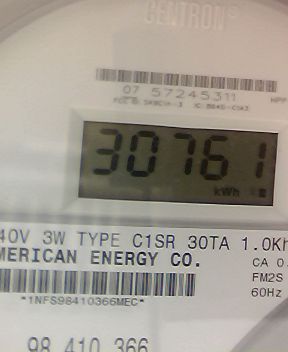 CENTRON®
07 57245311
30761
kWh
40V 3W TYPE C1SR 30TA 1.0Kh
MERICAN ENERGY CO.
CA 0.
FM2S
60Hz
*1NFS98410366MEC*
98 410 366